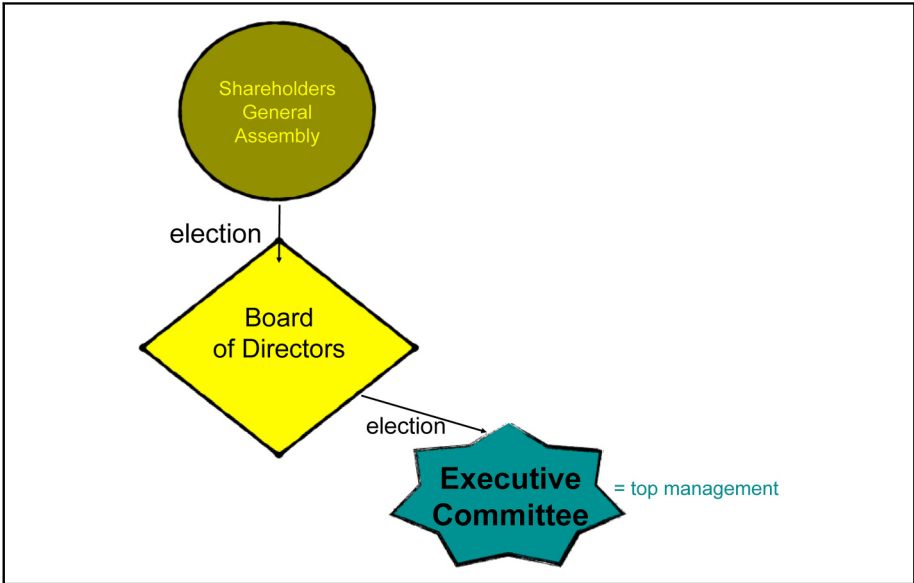 Shareholders
General
Assembly
election
Board
of Directors
election
Executive
Committee
= top management